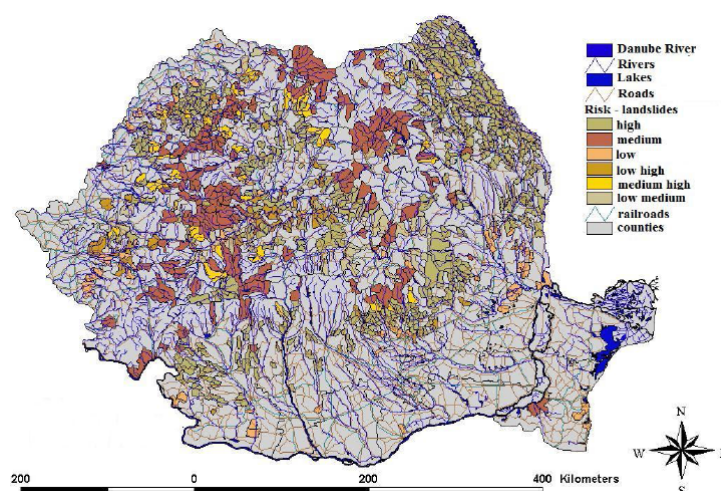 Danube River
Rivers
Lakes
Roads
Risk - landslides
high
medium
low
low high
medium high
low medium
railroads
counties
N
W
S
200 0 200 400 Kilometers